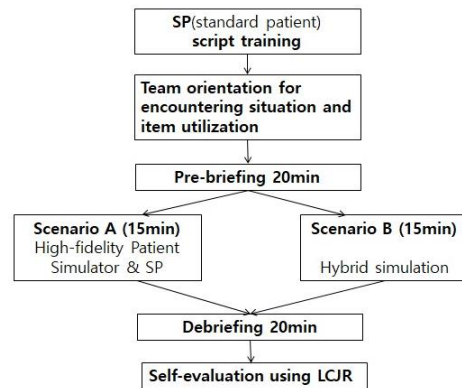 SP(standard patient)
script training
Team orientation for
encountering situation and
item utilization
Pre-briefing 20min
Scenario A (15min)
High-fidelity Patient
Simulator & SP
Scenario B (15min)
Hybrid simulation
Debriefing 20min
Self-evaluation using LCJR